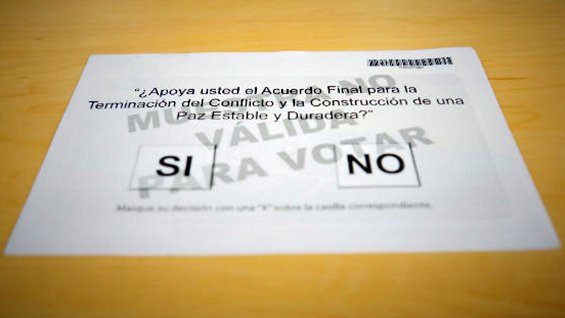 “¿Apoya usted el Acuerdo Final para la
Terminación del Conflicto y la Construcción de una
Paz Estable y Duradera?”
MUESTRA NO
VÁLIDA
PARA VOTAR
SI
NO
Marque su decisión con una "X" sobre la casilla correspondiente.